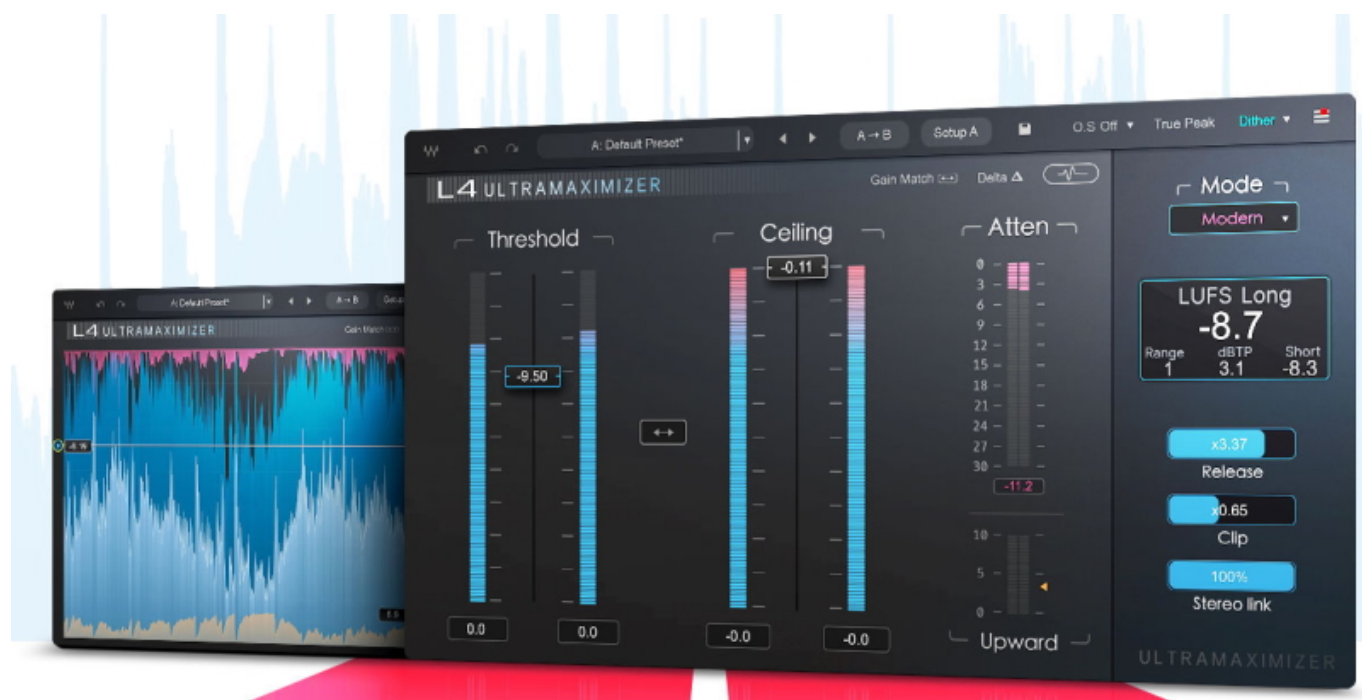 A: Default Preset*
A→B
Setup A
O.S Off
True Peak
Dither
L4 ULTRAMAXIMIZER
Gain Match
Delta Δ
Threshold
Ceiling
Atten
Mode
Modern
-0.11
-9.50
0
3
6
9
12
15
18
21
24
27
30
-11.2
10
5
0
Upward
0.0
0.0
-0.0
-0.0
LUFS Long
-8.7
Range dBTP Short
1 3.1 -8.3
x3.37
Release
x0.65
Clip
100%
Stereo link
ULTRAMAXIMIZER
A: Default Preset*
A→B
L4 ULTRAMAXIMIZER
Gain Match